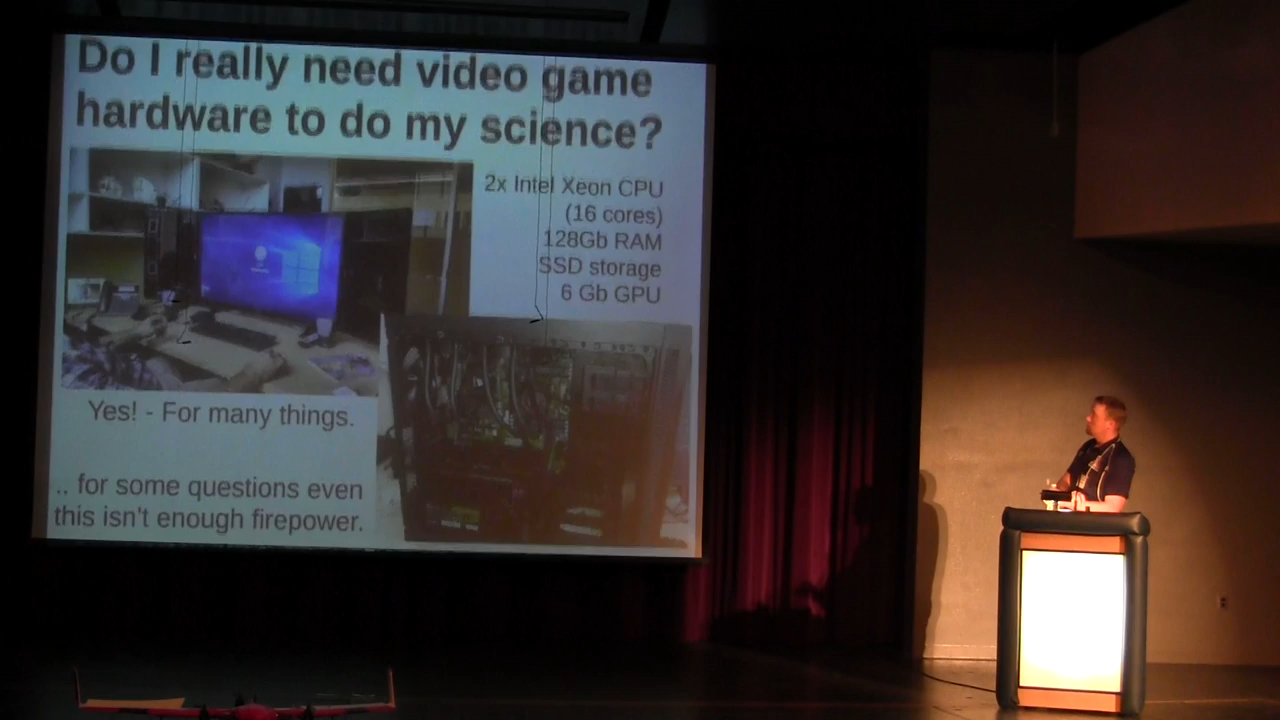 Do I really need video game
hardware to do my science?
2x Intel Xeon CPU
(16 cores)
128Gb RAM
SSD storage
6 Gb GPU
Yes! - For many things.
.. for some questions even
this isn't enough firepower.